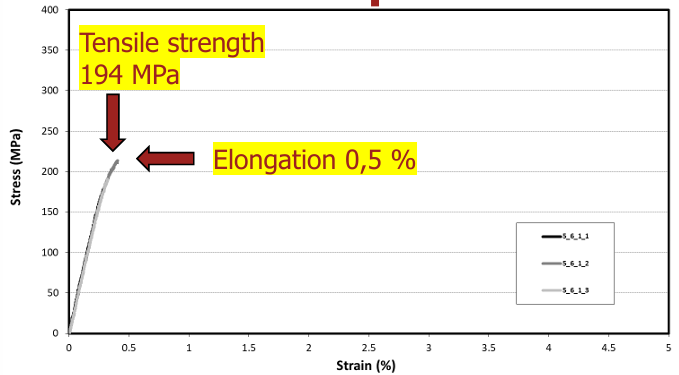 400
350
300
250
200
150
100
50
0
Stress (MPa)
Tensile strength
194 MPa
Elongation 0,5 %
5_6_1_1
5_6_1_2
5_6_1_3
0 0.5 1 1.5 2 2.5 3 3.5 4 4.5 5
Strain (%)